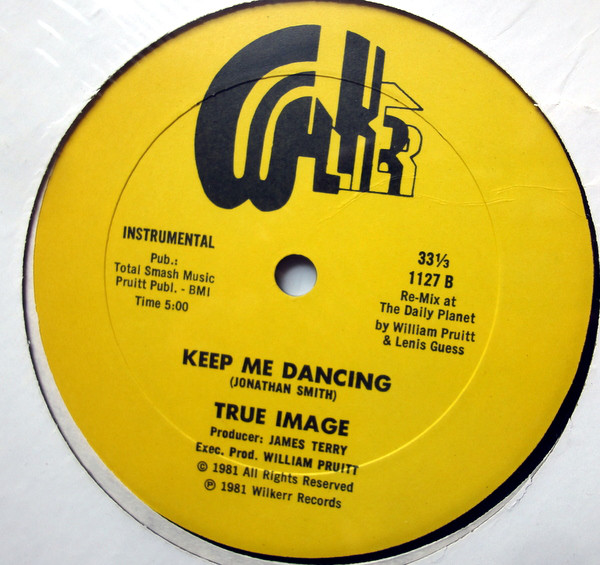 INSTRUMENTAL
Pub.:
Total Smash Music
Pruitt Publ. - BMI
Time 5:00
33⅓
1127 B
Re-Mix at
The Daily Planet
by William Pruitt
& Lenis Guess
KEEP ME DANCING
(JONATHAN SMITH)
TRUE IMAGE
Producer: JAMES TERRY
Exec. Prod. WILLIAM PRUITT
© 1981 All Rights Reserved
℗ 1981 Wilkerr Records